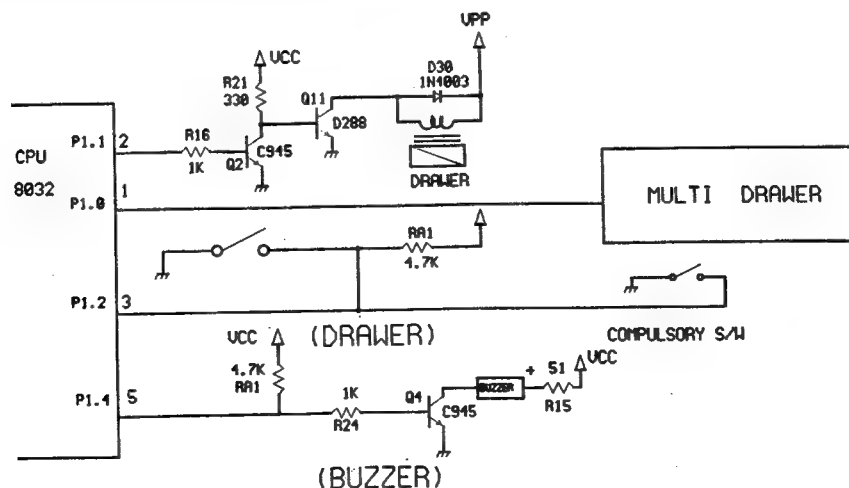 VPP
VCC
D30
1N4003
R21
330
Q11
D288
CPU
8032
P1.1
2
R16
1K
Q2
C945
DRAWER
P1.0
1
MULTI DRAWER
RA1
4.7K
P1.2
3
(DRAWER)
COMPULSORY S/W
VCC
4.7K
RA1
P1.4
5
1K
R24
Q4
C945
BUZZER
+
51
R15
VCC
(BUZZER)